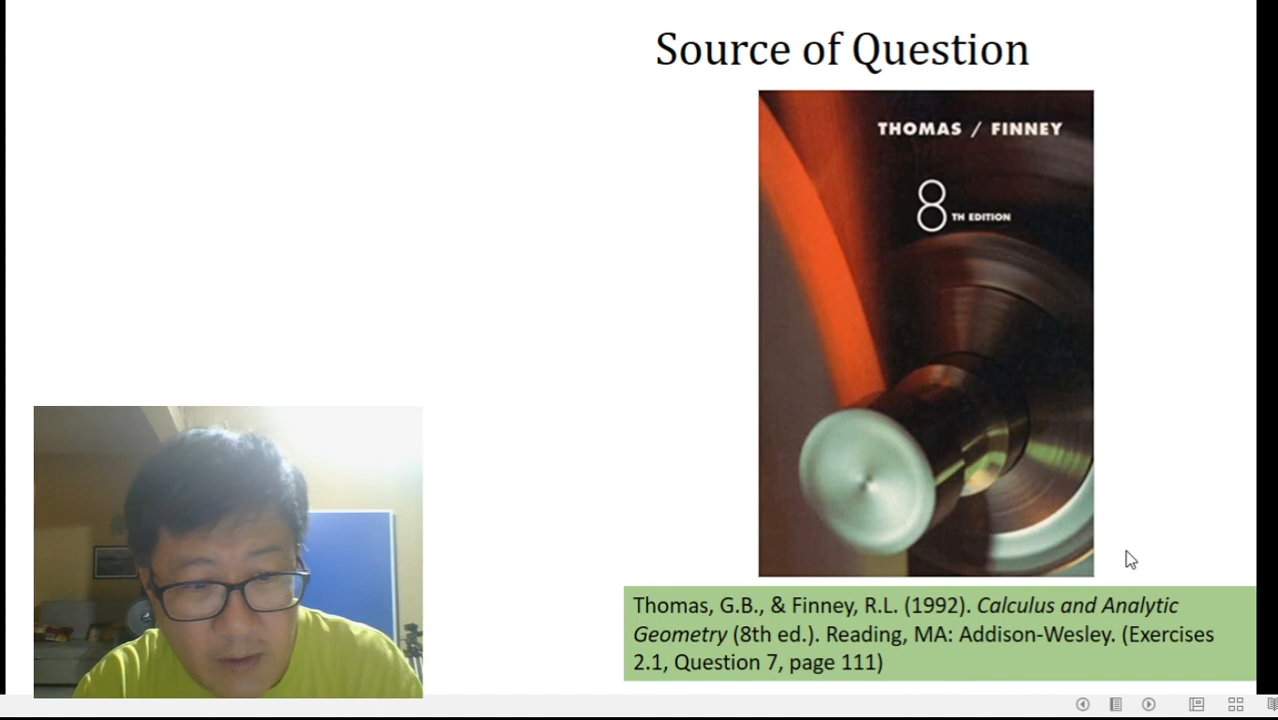 Source of Question
THOMAS / FINNEY
8 TH EDITION
Thomas, G.B., & Finney, R.L. (1992). Calculus and Analytic
Geometry (8th ed.). Reading, MA: Addison-Wesley. (Exercises
2.1, Question 7, page 111)